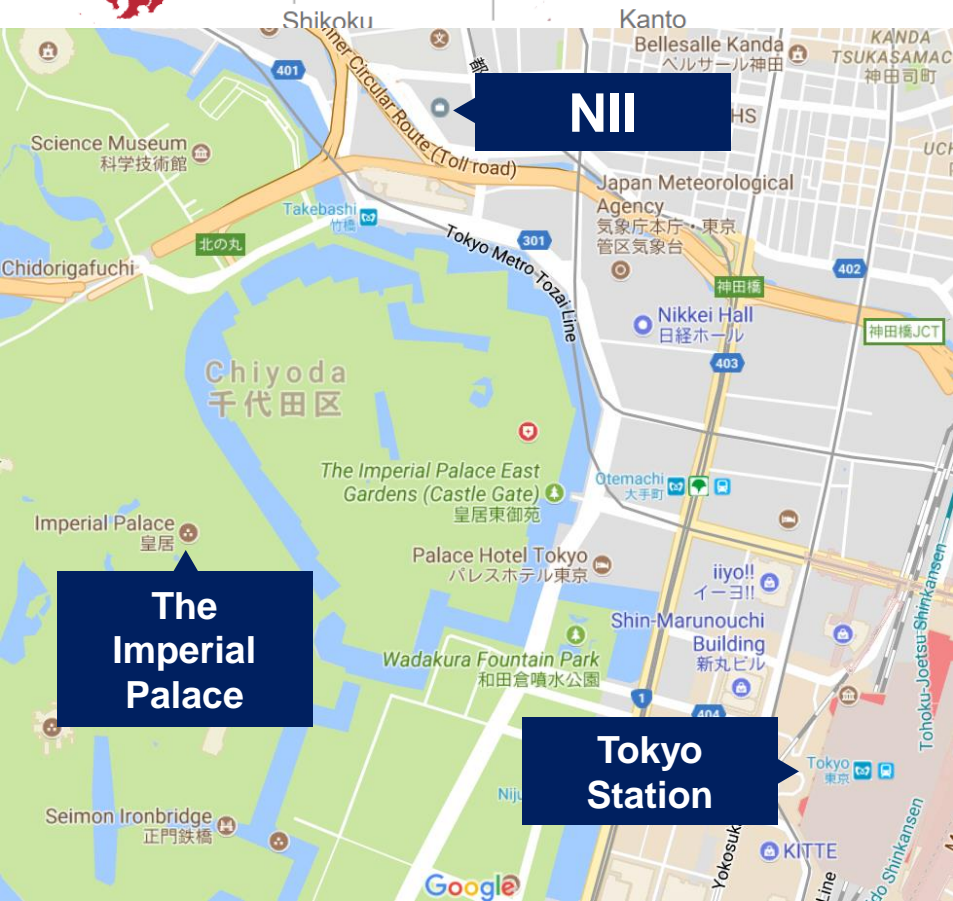 Shikoku
Kanto
Bellesalle Kanda
ベルサール神田
KANDA
TSUKASAMAC
神田司町
401
都
Inner Circular Route (Toll road)
NII
HS
UCH
Science Museum
科学技術館
Japan Meteorological
Agency
気象庁本庁・東京
管区気象台
Takebashi
竹橋
北の丸
Tokyo Metro Tozai Line
301
402
Chidorigafuchi
神田橋
Nikkei Hall
日経ホール
神田橋JCT
403
Chiyoda
千代田区
The Imperial Palace East
Gardens (Castle Gate)
皇居東御苑
Otemachi
大手町
Imperial Palace
皇居
Palace Hotel Tokyo
パレスホテル東京
iiyo!!
イーヨ!!
The
Imperial
Palace
Shin-Marunouchi
Building
新丸ビル
Wadakura Fountain Park
和田倉噴水公園
Tohoku-Joetsu Shinkansen
1
404
Tokyo
Station
Tokyo
東京
Niju
Seimon Ironbridge
正門鉄橋
Yokosuka
KITTE
Line
do Shinkansen
Google